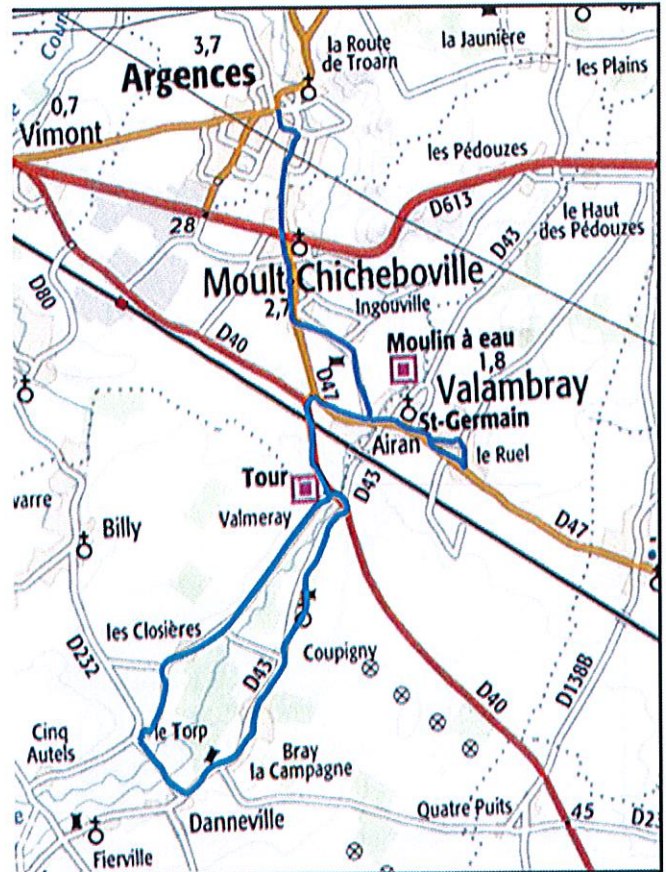 3,7
la Route
de Troarn
la Jaunière
les Plains
Argences
0,7
Vimont
les Pédouzes
D613
28
D43
le Haut
des Pédouzes
Moult Chicheboville
2,7
Ingouville
D80
D40
D47
Moulin à eau
1,8
Valambray
St-Germain
Airan
le Ruel
Tour
D43
Valmeray
varre
Billy
D47
les Closières
D232
Coupigny
D43
D40
D138B
Cinq
Autels
le Torp
Bray
la Campagne
Danneville
Quatre Puits
45
Fierville